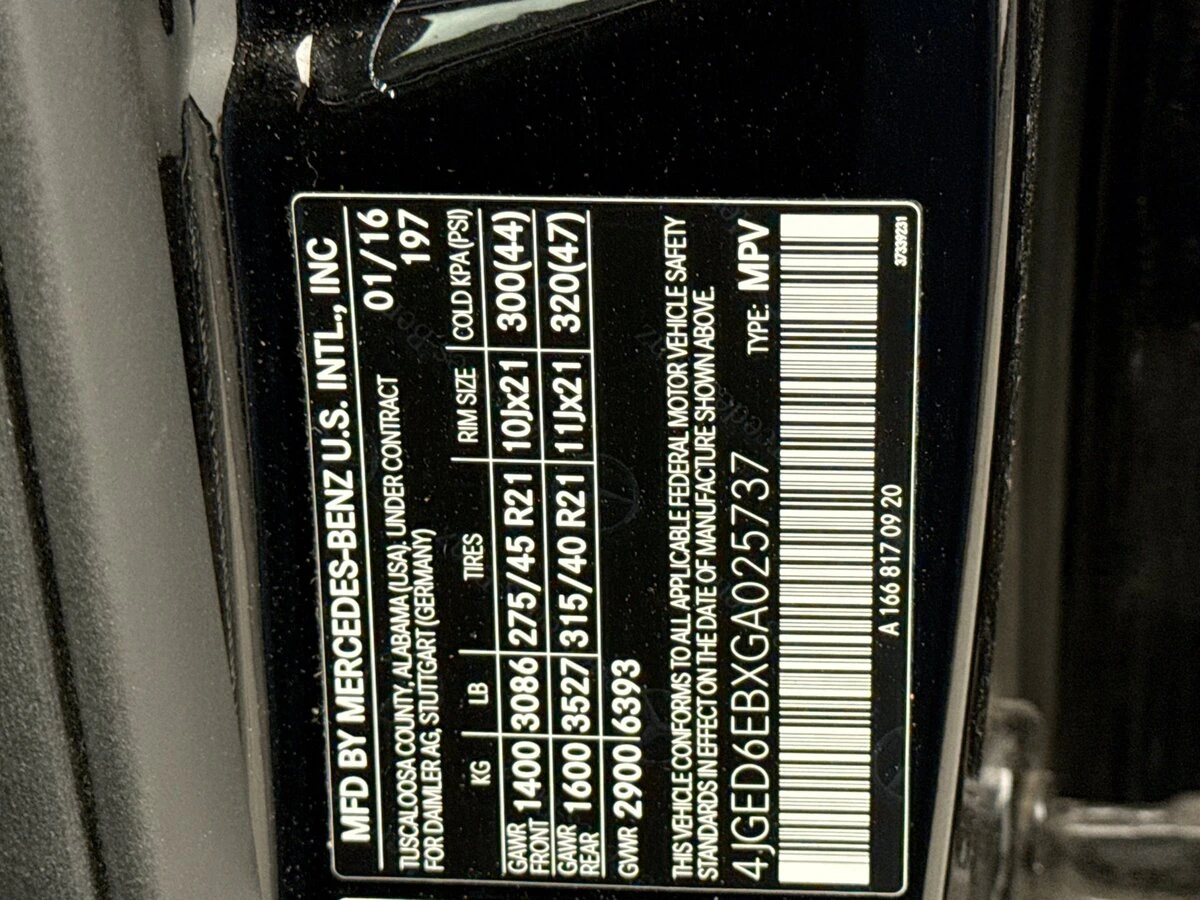 MFD BY MERCEDES-BENZ U.S. INTL., INC
01/16
TUSCALOOSA COUNTY, ALABAMA (USA), UNDER CONTRACT 197
FOR DAIMLER AG, STUTTGART (GERMANY)
KG LB TIRES RIM SIZE COLD KPA(PSI)
GAWR FRONT 1400 3086 275/45 R21 10Jx21 300(44)
GAWR REAR 1600 3527 315/40 R21 11Jx21 320(47)
GVWR 2900 6393
THIS VEHICLE CONFORMS TO ALL APPLICABLE FEDERAL MOTOR VEHICLE SAFETY
STANDARDS IN EFFECT ON THE DATE OF MANUFACTURE SHOWN ABOVE.
4JGED6EBXGA025737 TYPE: MPV
A 166 817 09 20
37339231